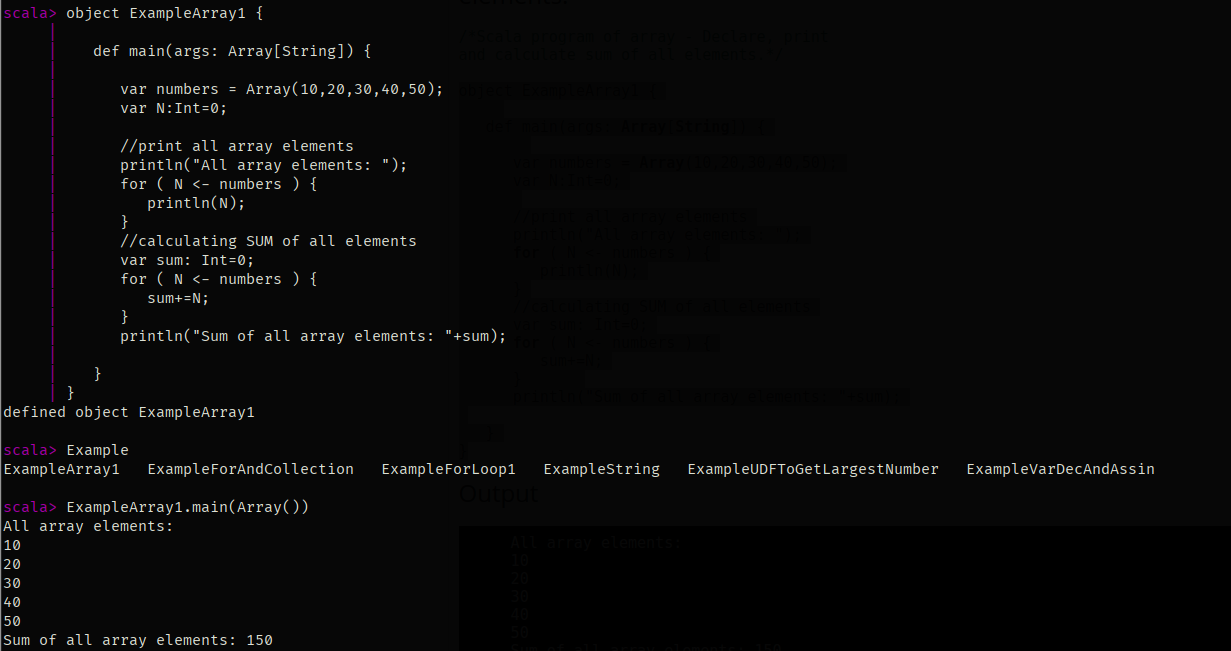 scala> object ExampleArray1 {
|
| def main(args: Array[String]) {
|
| var numbers = Array(10,20,30,40,50);
| var N:Int=0;
|
| //print all array elements
| println("All array elements: ");
| for ( N <- numbers ) {
| println(N);
| }
| //calculating SUM of all elements
| var sum: Int=0;
| for ( N <- numbers ) {
| sum+=N;
| }
| println("Sum of all array elements: "+sum);
|
| }
| }
defined object ExampleArray1
scala> Example
ExampleArray1 ExampleForAndCollection ExampleForLoop1 ExampleString ExampleUDFToGetLargestNumber ExampleVarDecAndAssin
scala> ExampleArray1.main(Array())
All array elements:
10
20
30
40
50
Sum of all array elements: 150
Output
All array elements:
10
20
30
40
50